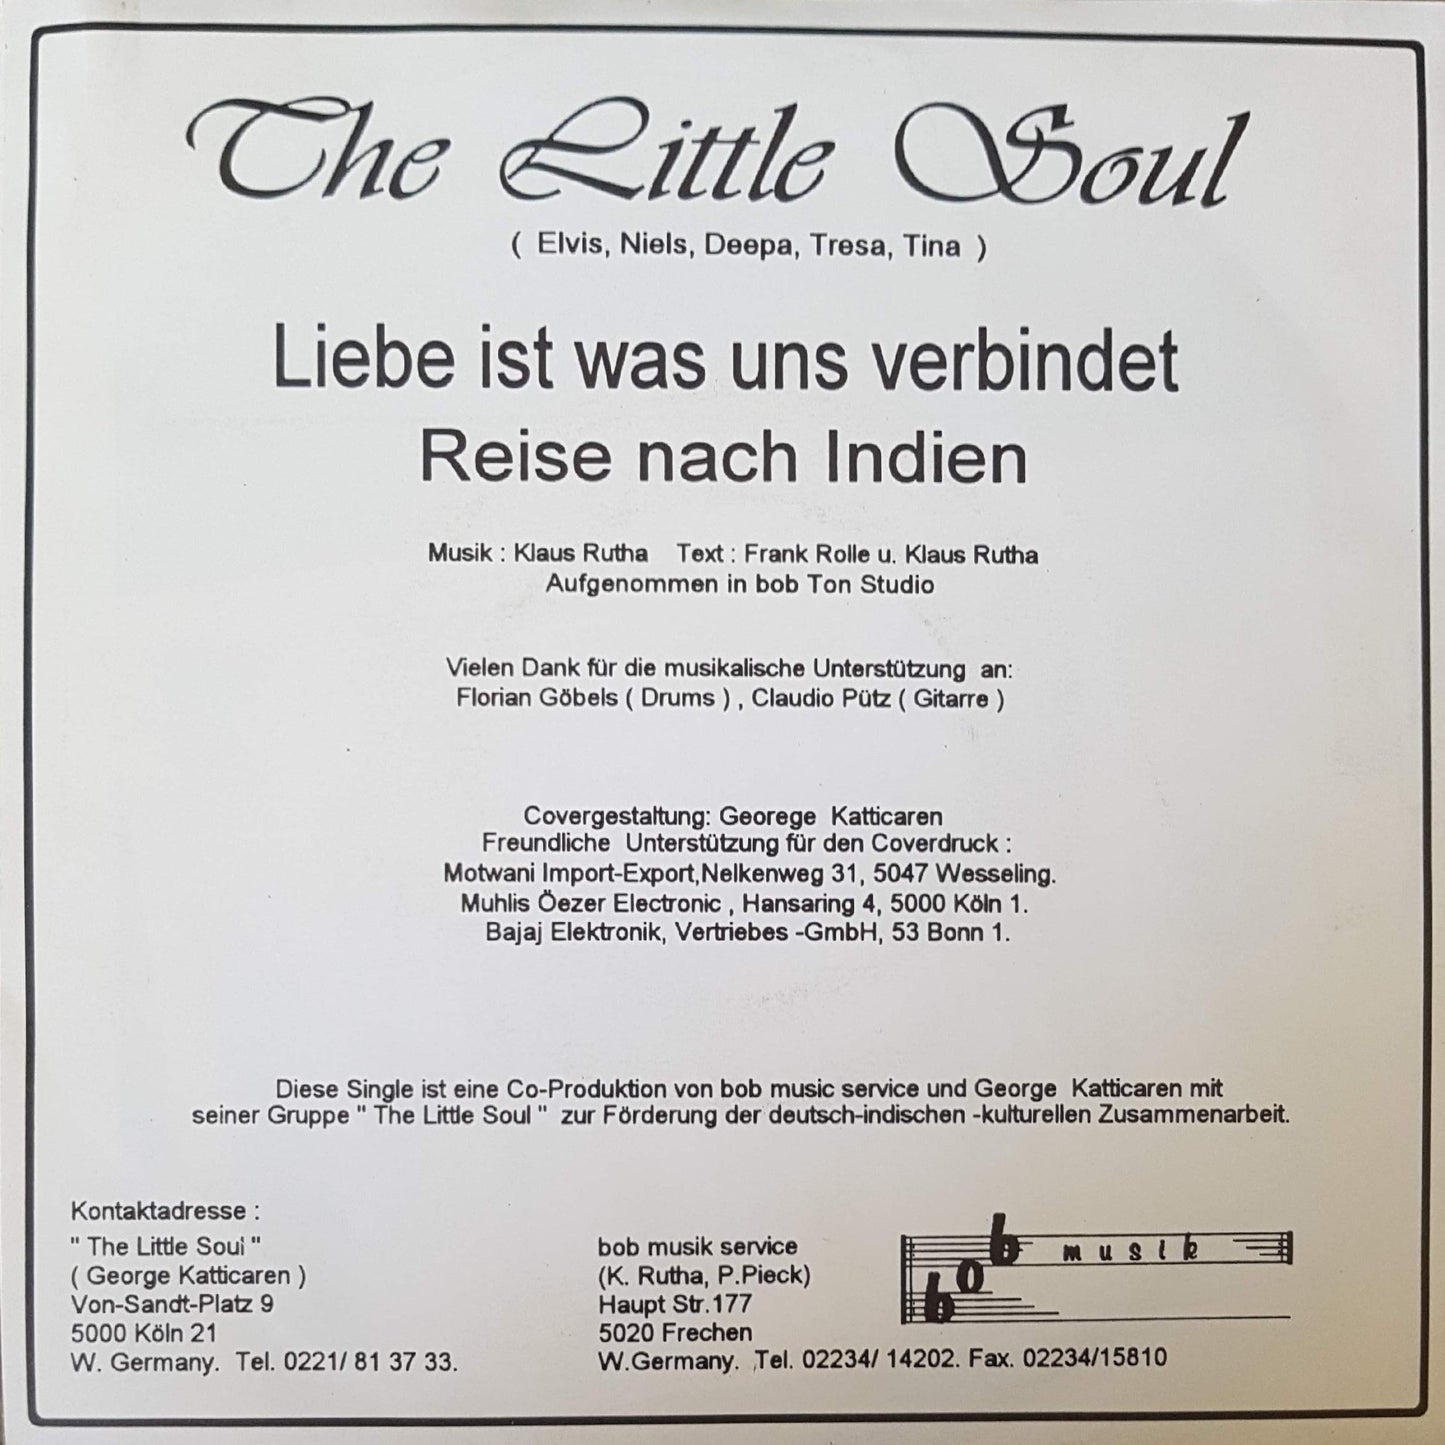 The Little Soul
( Elvis, Niels, Deepa, Tresa, Tina )
Liebe ist was uns verbindet
Reise nach Indien
Musik : Klaus Rutha Text : Frank Rolle u. Klaus Rutha
Aufgenommen in bob Ton Studio
Vielen Dank für die musikalische Unterstützung an:
Florian Göbels ( Drums ) , Claudio Pütz ( Gitarre )
Covergestaltung: Georege Katticaren
Freundliche Unterstützung für den Coverdruck :
Motwani Import-Export,Nelkenweg 31, 5047 Wesseling.
Muhlis Öezer Electronic , Hansaring 4, 5000 Köln 1.
Bajaj Elektronik, Vertriebes -GmbH, 53 Bonn 1.
Diese Single ist eine Co-Produktion von bob music service und George Katticaren mit
seiner Gruppe " The Little Soul " zur Förderung der deutsch-indischen -kulturellen Zusammenarbeit.
Kontaktadresse :
" The Little Soul "
( George Katticaren )
Von-Sandt-Platz 9
5000 Köln 21
W. Germany. Tel. 0221/ 81 37 33.
bob musik service
(K. Rutha, P.Pieck)
Haupt Str.177
5020 Frechen
W.Germany. Tel. 02234/ 14202. Fax. 02234/15810
bob musik